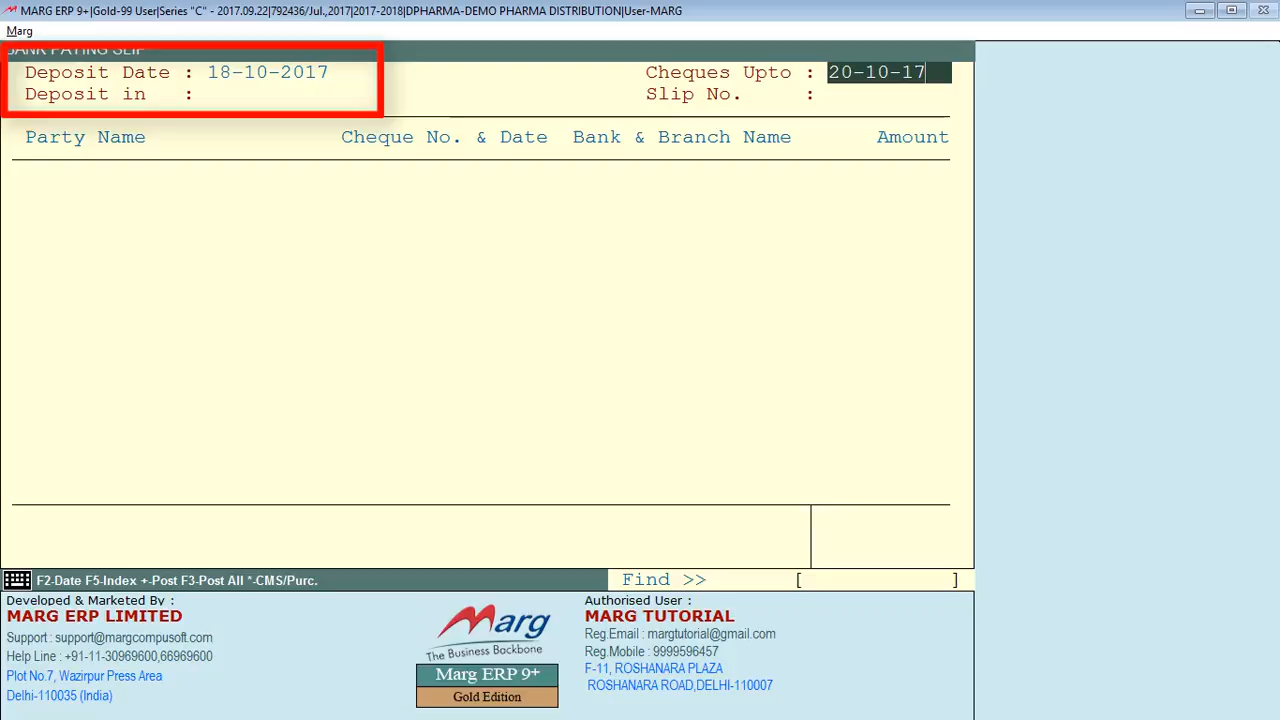 MARG ERP 9+|Gold-99 User|Series "C" - 2017.09.22|792436/Jul.,2017|2017-2018|DPHARMA-DEMO PHARMA DISTRIBUTION|User-MARG
Marg
BANK PAYING SLIP
Deposit Date : 18-10-2017 Cheques Upto : 20-10-17
Deposit in : Slip No. :
Party Name Cheque No. & Date Bank & Branch Name Amount
F2-Date F5-Index +-Post F3-Post All *-CMS/Purc. Find >> [ ]
Developed & Marketed By :
MARG ERP LIMITED
Support : support@margcompusoft.com
Help Line : +91-11-30969600,66969600
Plot No.7, Wazirpur Press Area
Delhi-110035 (India)
Marg
The Business Backbone
Marg ERP 9+
Gold Edition
Authorised User :
MARG TUTORIAL
Reg.Email : margtutorial@gmail.com
Reg.Mobile : 9999596457
F-11, ROSHANARA PLAZA
ROSHANARA ROAD,DELHI-110007